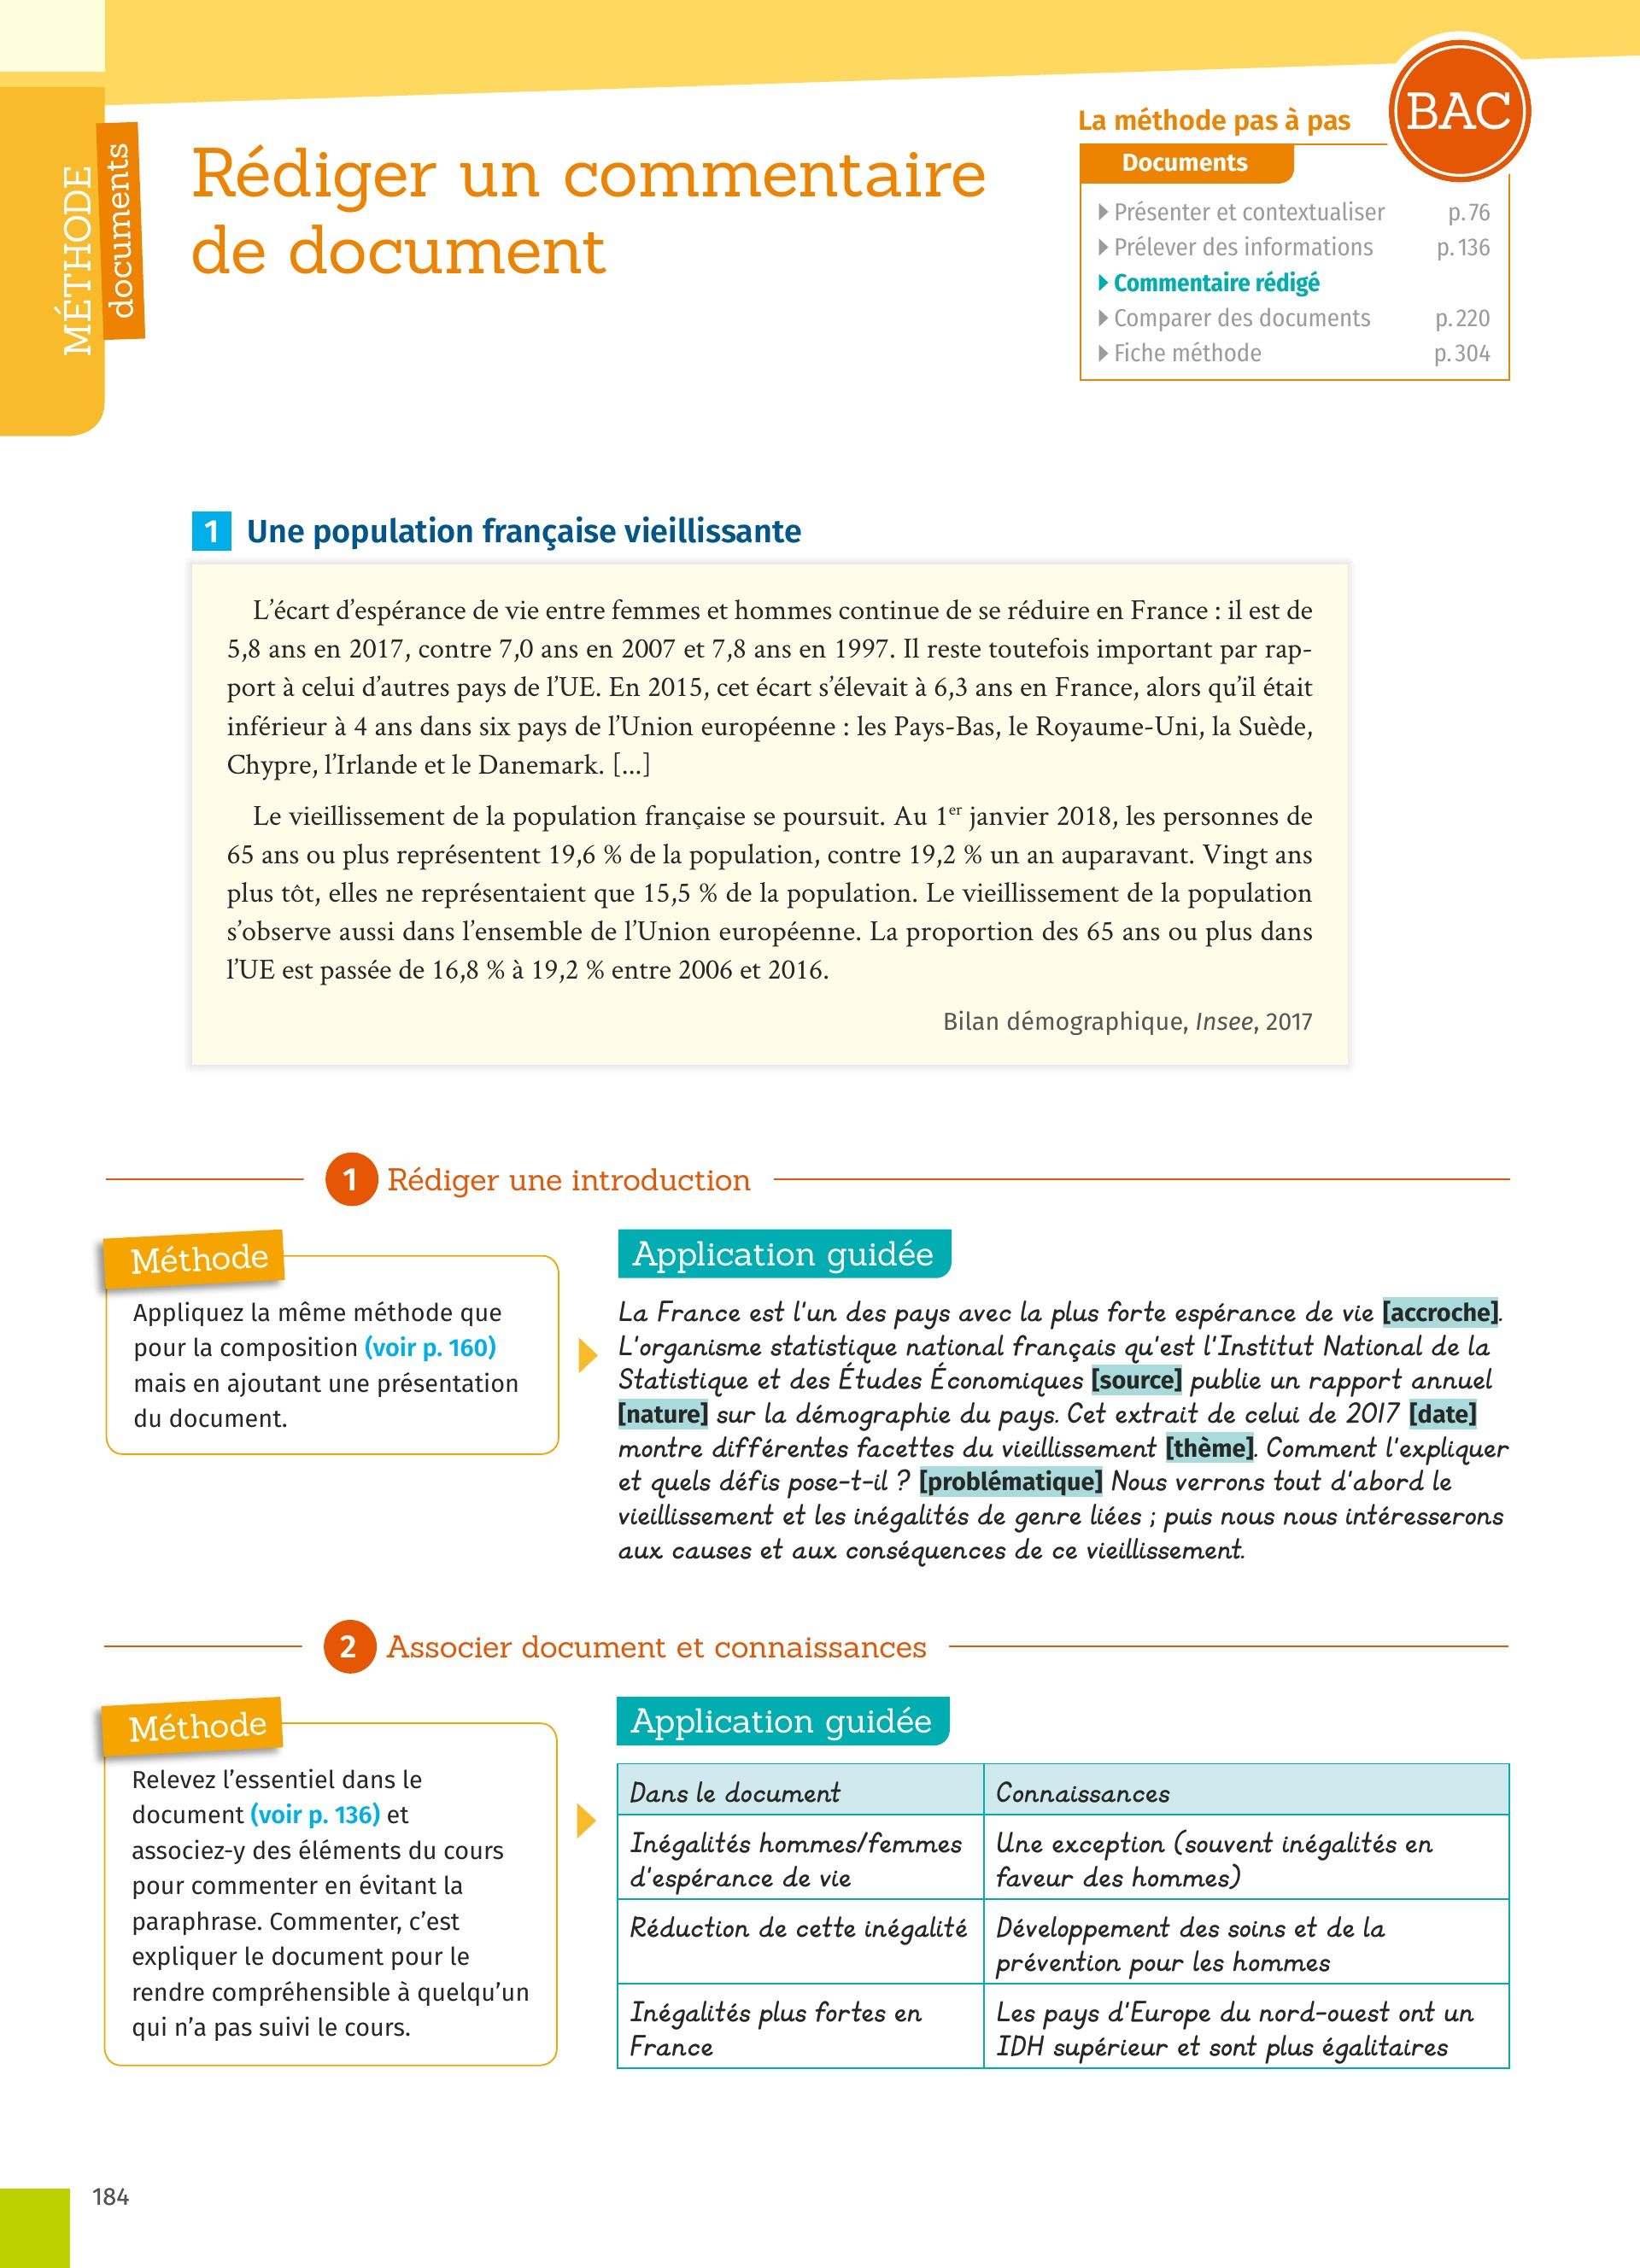 MÉTHODE
documents
Rédiger un commentaire
de document
La méthode pas à pas
BAC
Documents
Présenter et contextualiser p. 76
Prélever des informations p. 136
Commentaire rédigé
Comparer des documents p. 220
Fiche méthode p. 304
1 Une population française vieillissante
L’écart d’espérance de vie entre femmes et hommes continue de se réduire en France : il est de
5,8 ans en 2017, contre 7,0 ans en 2007 et 7,8 ans en 1997. Il reste toutefois important par rap-
port à celui d’autres pays de l’UE. En 2015, cet écart s’élevait à 6,3 ans en France, alors qu’il était
inférieur à 4 ans dans six pays de l’Union européenne : les Pays-Bas, le Royaume-Uni, la Suède,
Chypre, l’Irlande et le Danemark. [...]
Le vieillissement de la population française se poursuit. Au 1er janvier 2018, les personnes de
65 ans ou plus représentent 19,6 % de la population, contre 19,2 % un an auparavant. Vingt ans
plus tôt, elles ne représentaient que 15,5 % de la population. Le vieillissement de la population
s’observe aussi dans l’ensemble de l’Union européenne. La proportion des 65 ans ou plus dans
l’UE est passée de 16,8 % à 19,2 % entre 2006 et 2016.
Bilan démographique, Insee, 2017
1 Rédiger une introduction
Méthode
Appliquez la même méthode que
pour la composition (voir p. 160)
mais en ajoutant une présentation
du document.
Application guidée
La France est l'un des pays avec la plus forte espérance de vie [accroche].
L'organisme statistique national français qu'est l'Institut National de la
Statistique et des Études Économiques [source] publie un rapport annuel
[nature] sur la démographie du pays. Cet extrait de celui de 2017 [date]
montre différentes facettes du vieillissement [thème]. Comment l'expliquer
et quels défis pose-t-il ? [problématique] Nous verrons tout d'abord le
vieillissement et les inégalités de genre liées ; puis nous nous intéresserons
aux causes et aux conséquences de ce vieillissement.
2 Associer document et connaissances
Méthode
Relevez l’essentiel dans le
document (voir p. 136) et
associez-y des éléments du cours
pour commenter en évitant la
paraphrase. Commenter, c’est
expliquer le document pour le
rendre compréhensible à quelqu’un
qui n’a pas suivi le cours.
Application guidée
Dans le document
Connaissances
Inégalités hommes/femmes
d'espérance de vie
Une exception (souvent inégalités en
faveur des hommes)
Réduction de cette inégalité
Développement des soins et de la
prévention pour les hommes
Inégalités plus fortes en
France
Les pays d'Europe du nord-ouest ont un
IDH supérieur et sont plus égalitaires
184